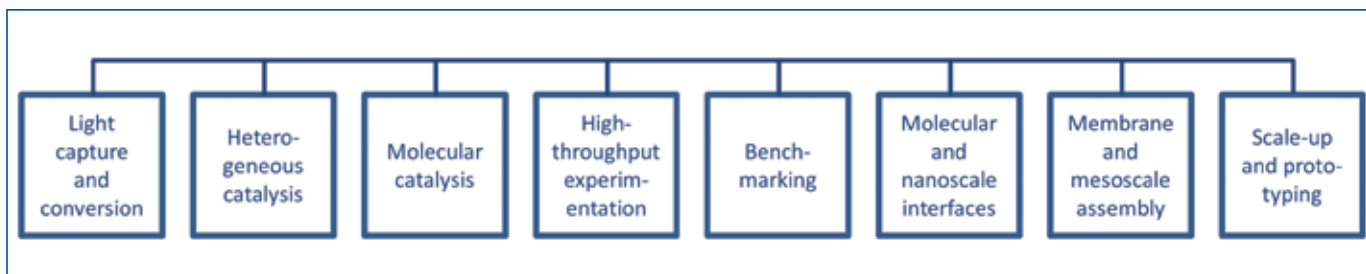 Light
capture
and
conversion
Hetero-
geneous
catalysis
Molecular
catalysis
High-
throughput
experim-
entation
Bench-
marking
Molecular
and
nanoscale
interfaces
Membrane
and
mesoscale
assembly
Scale-up
and proto-
typing